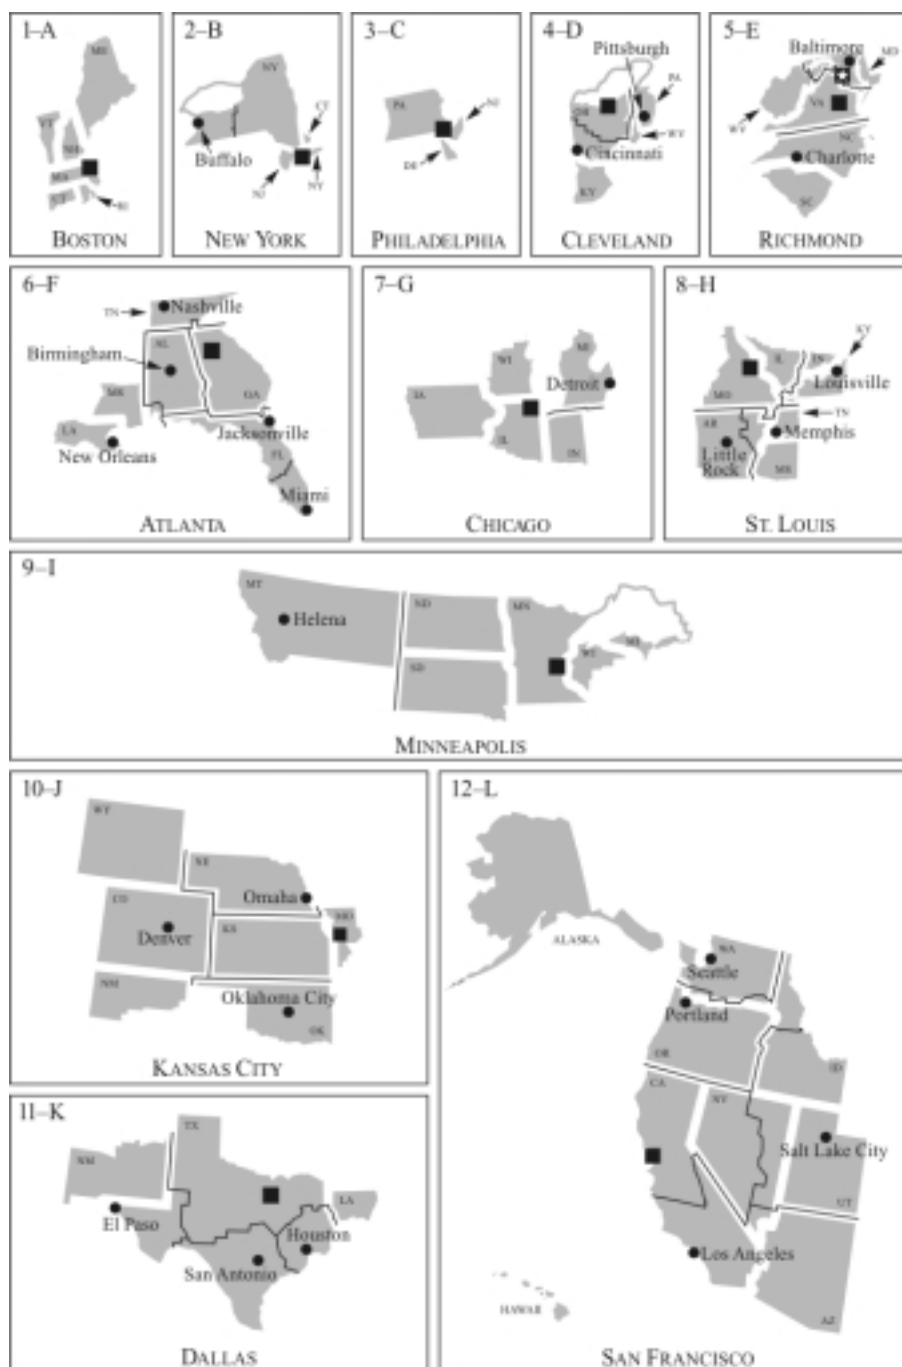 1–A
ME
VT
NH
MA
CT
RI
BOSTON
2–B
NY
CT
Buffalo
NJ
NY
NEW YORK
3–C
PA
NJ
DE
PHILADELPHIA
4–D
Pittsburgh
PA
OH
WV
Cincinnati
KY
CLEVELAND
5–E
Baltimore
MD
VA
WV
NC
Charlotte
SC
RICHMOND
6–F
TN
Nashville
AL
Birmingham
GA
MS
LA
New Orleans
Jacksonville
FL
Miami
ATLANTA
7–G
WI
MI
IA
Detroit
IL
IN
CHICAGO
8–H
KY
IL
IN
Louisville
MO
TN
AR
Memphis
Little
Rock
MS
ST. LOUIS
9–I
MT
ND
MN
Helena
MI
WI
SD
MINNEAPOLIS
10–J
WY
NE
Omaha
CO
MO
KS
Denver
NM
Oklahoma City
OK
KANSAS CITY
11–K
TX
NM
LA
El Paso
Houston
San Antonio
DALLAS
12–L
ALASKA
WA
Seattle
Portland
OR
ID
CA
NV
Salt Lake City
UT
Los Angeles
HAWAII
AZ
SAN FRANCISCO